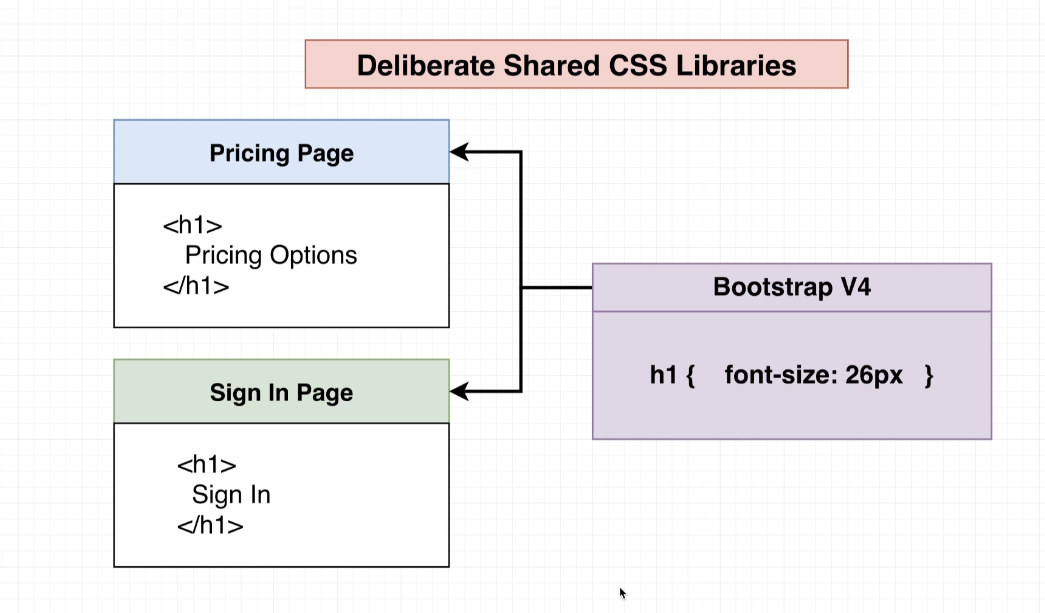 Deliberate Shared CSS Libraries
Pricing Page
<h1>
Pricing Options
</h1>
Sign In Page
<h1>
Sign In
</h1>
Bootstrap V4
h1 { font-size: 26px }